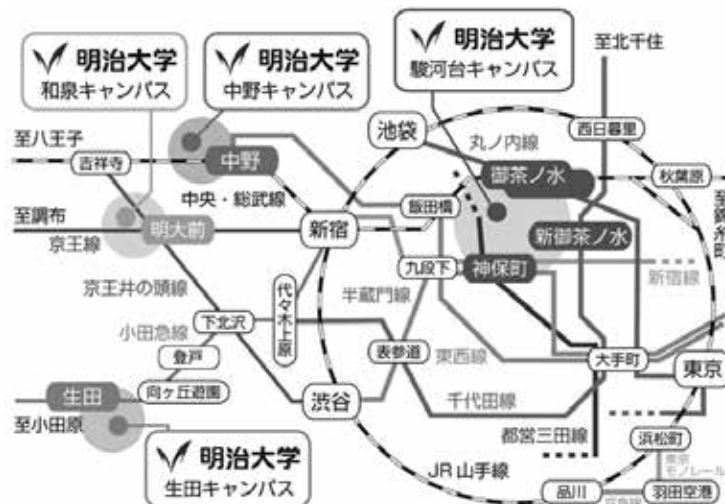 明治大学
和泉キャンパス
明治大学
中野キャンパス
明治大学
駿河台キャンパス
至北千住
至八王子
吉祥寺
中野
池袋
丸ノ内線
西日暮里
御茶ノ水
秋葉原
中央・総武線
飯田橋
至調布
京王線
明大前
新宿
新御茶ノ水
九段下
神保町
新宿線
京王井の頭線
代々木上原
半蔵門線
小田急線
下北沢
登戸
表参道
東西線
大手町
東京
生田
向ヶ丘遊園
渋谷
千代田線
至小田原
都営三田線
浜松町
東京
モノレール
明治大学
生田キャンパス
JR山手線
品川
羽田空港